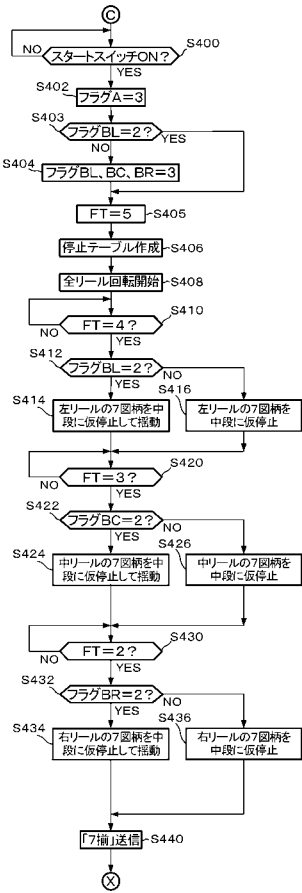 C
S400
スタートスイッチON?
NO
YES
S402
フラグA=3
S403
フラグBL=2?
YES
NO
S404
フラグBL、BC、BR=3
FT=5
S405
停止テーブル作成
S406
全リール回転開始
S408
S410
FT=4?
NO
YES
S412
フラグBL=2?
NO
YES
S414
左リールの7図柄を中
段に仮停止して揺動
S416
左リールの7図柄を
中段に仮停止
S420
FT=3?
NO
YES
S422
フラグBC=2?
NO
YES
S424
中リールの7図柄を中
段に仮停止して揺動
S426
中リールの7図柄を
中段に仮停止
S430
FT=2?
NO
YES
S432
フラグBR=2?
NO
YES
S434
右リールの7図柄を中
段に仮停止して揺動
S436
右リールの7図柄を
中段に仮停止
「7揃」送信
S440
X